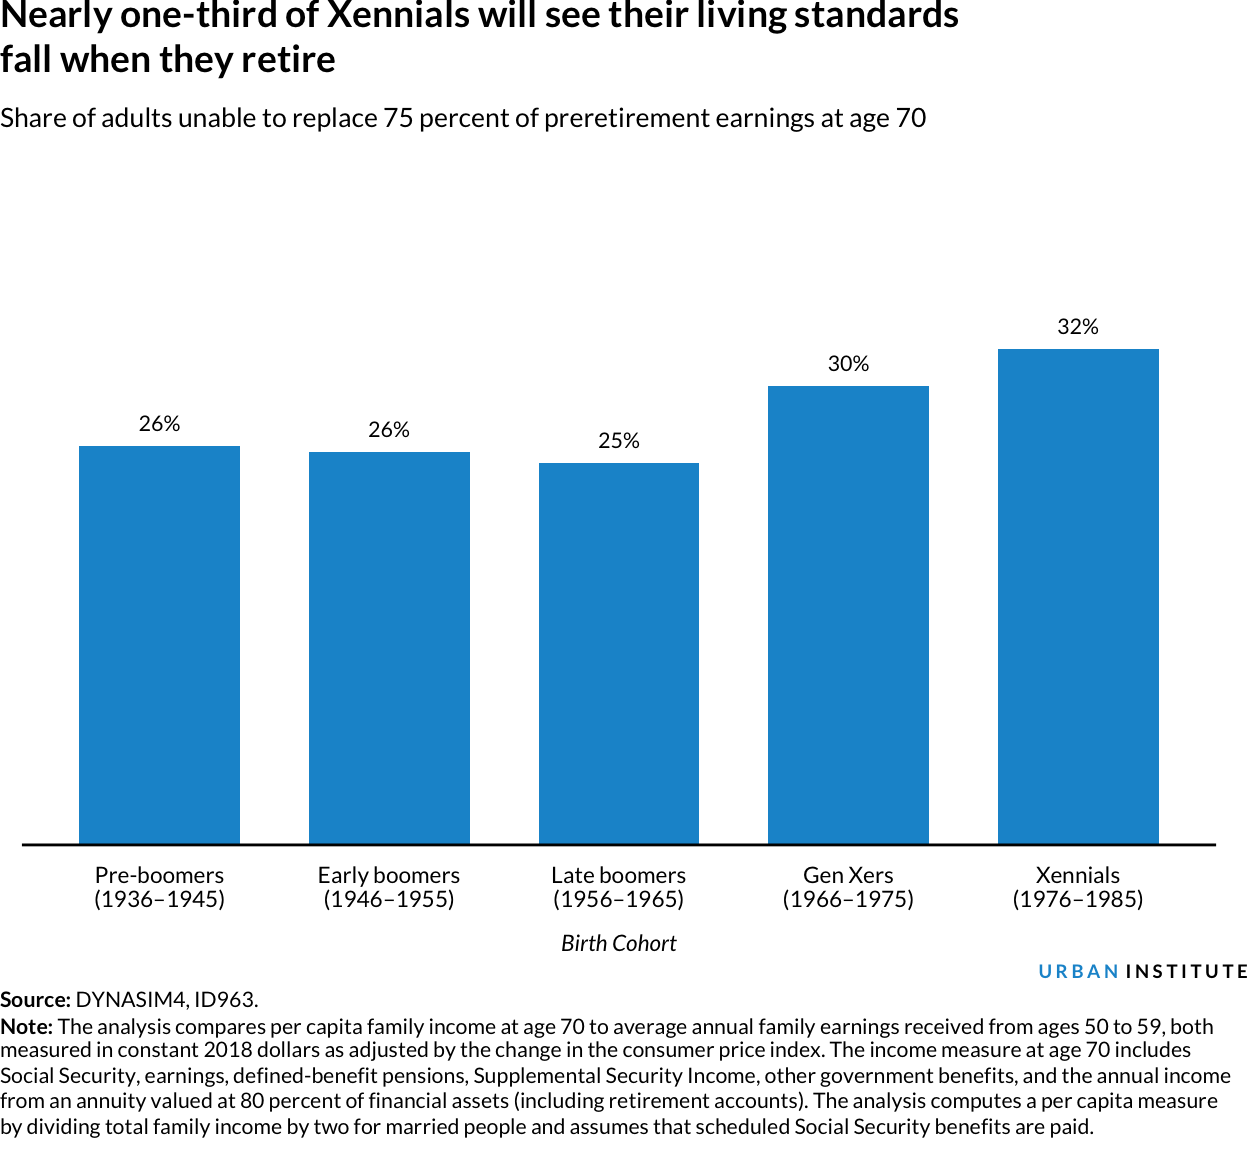 Nearly one-third of Xennials will see their living standards
fall when they retire
Share of adults unable to replace 75 percent of preretirement earnings at age 70
26%
26%
25%
30%
32%
Pre-boomers
(1936–1945)
Early boomers
(1946–1955)
Late boomers
(1956–1965)
Gen Xers
(1966–1975)
Xennials
(1976–1985)
Birth Cohort
URBAN INSTITUTE
Source: DYNASIM4, ID963.
Note: The analysis compares per capita family income at age 70 to average annual family earnings received from ages 50 to 59, both
measured in constant 2018 dollars as adjusted by the change in the consumer price index. The income measure at age 70 includes
Social Security, earnings, defined-benefit pensions, Supplemental Security Income, other government benefits, and the annual income
from an annuity valued at 80 percent of financial assets (including retirement accounts). The analysis computes a per capita measure
by dividing total family income by two for married people and assumes that scheduled Social Security benefits are paid.